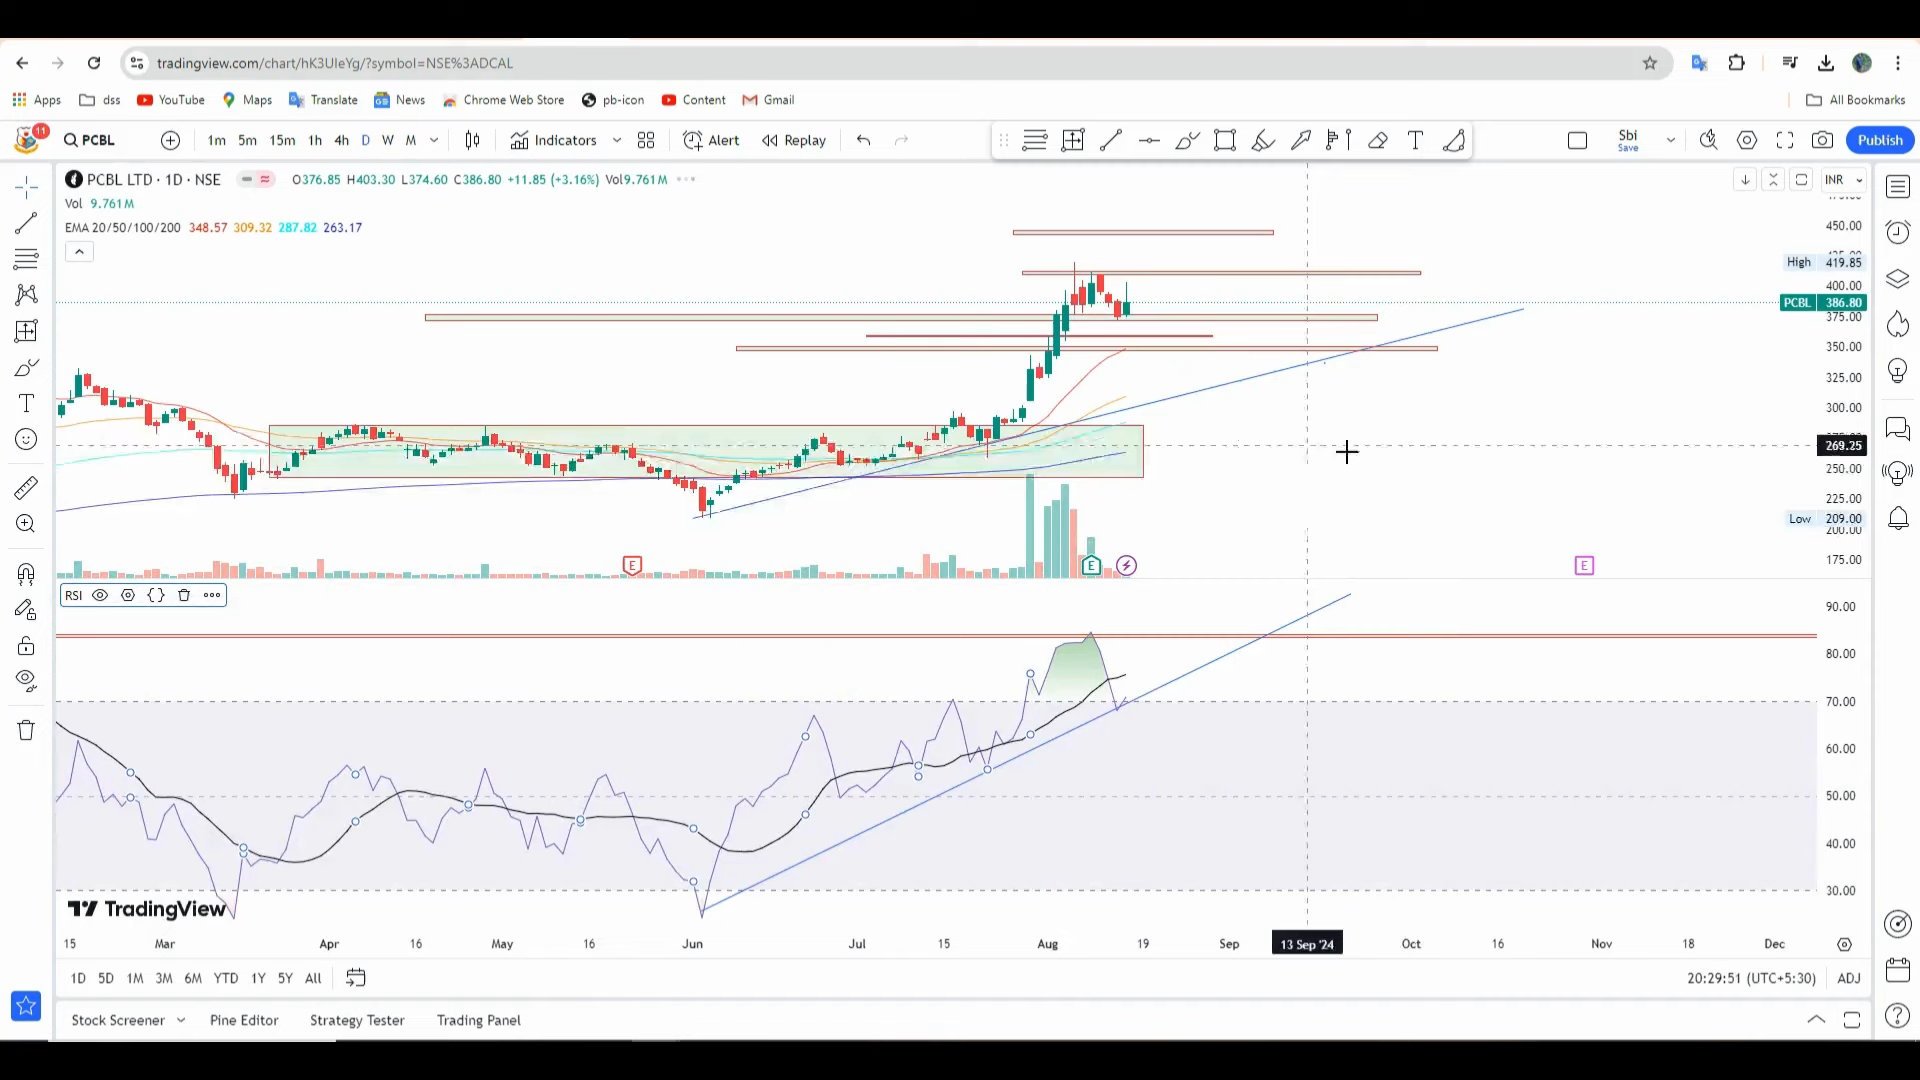 tradingview.com/chart/hK3UIeYg/?symbol=NSE%3ADCAL
Apps dss YouTube Maps Translate News Chrome Web Store pb-icon Content Gmail All Bookmarks
11 PCBL 1m 5m 15m 1h 4h D W M Indicators Alert Replay Sbi Save Publish
PCBL LTD · 1D · NSE O376.85 H403.30 L374.60 C386.80 +11.85 (+3.16%) Vol9.761M INR
Vol 9.761M
EMA 20/50/100/200 348.57 309.32 287.82 263.17
450.00
High 419.85
400.00
PCBL 386.80
375.00
350.00
325.00
300.00
269.25
250.00
225.00
Low 209.00
200.00
175.00
E E E
RSI
90.00
80.00
70.00
60.00
50.00
40.00
30.00
TradingView
15 Mar Apr 16 May 16 Jun Jul 15 Aug 19 Sep 13 Sep '24 Oct 16 Nov 18 Dec
1D 5D 1M 3M 6M YTD 1Y 5Y All 20:29:51 (UTC+5:30) ADJ
Stock Screener Pine Editor Strategy Tester Trading Panel